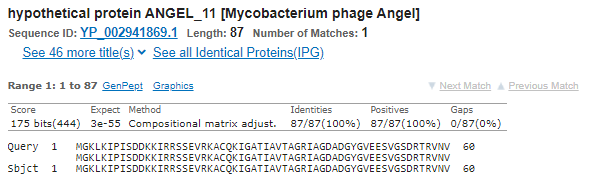 hypothetical protein ANGEL_11 [Mycobacterium phage Angel]
Sequence ID: YP_002941869.1 Length: 87 Number of Matches: 1
See 46 more title(s) See all Identical Proteins(IPG)
Range 1: 1 to 87 GenPept Graphics Next Match Previous Match
Score Expect Method Identities Positives Gaps
175 bits(444) 3e-55 Compositional matrix adjust. 87/87(100%) 87/87(100%) 0/87(0%)
Query 1 MGKLKIPISDDKKIRRSSEVRKACQKIGATIAVTAGRIAGDADGYGVEESVGSDRTRVNV 60
MGKLKIPISDDKKIRRSSEVRKACQKIGATIAVTAGRIAGDADGYGVEESVGSDRTRVNV
Sbjct 1 MGKLKIPISDDKKIRRSSEVRKACQKIGATIAVTAGRIAGDADGYGVEESVGSDRTRVNV 60